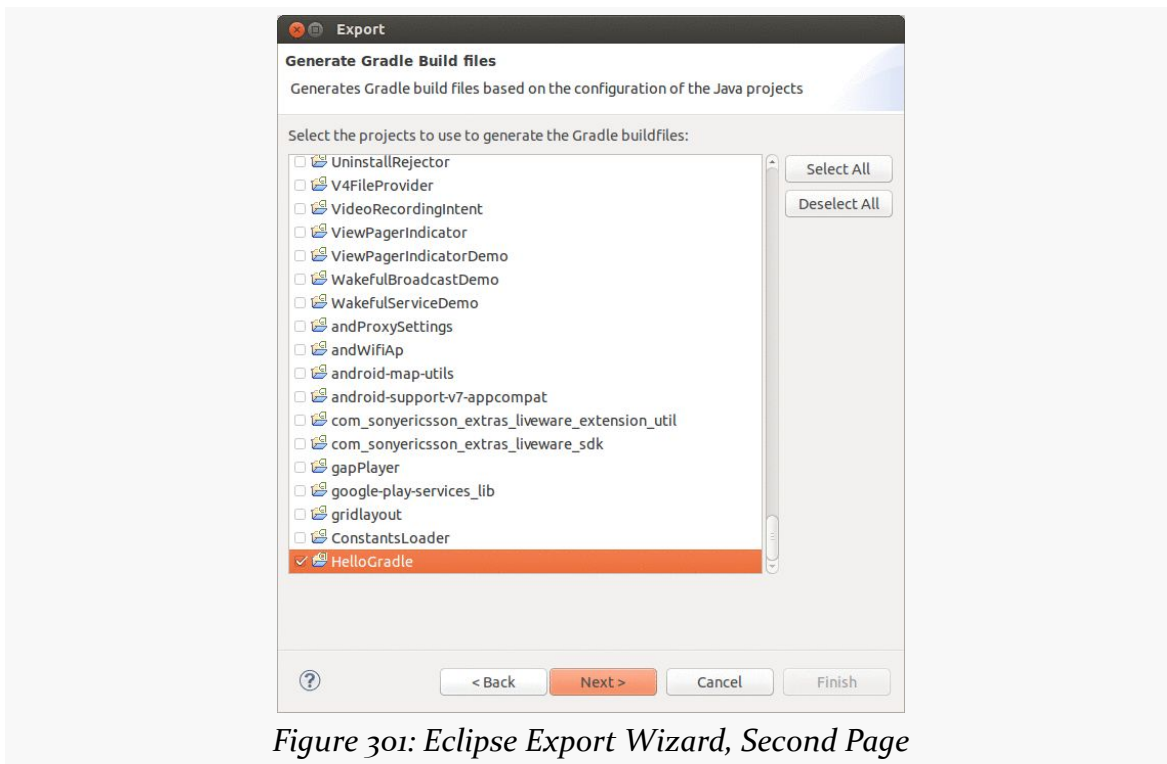 Export
Generate Gradle Build files
Generates Gradle build files based on the configuration of the Java projects
Select the projects to use to generate the Gradle buildfiles:
UninstallRejector
V4FileProvider
VideoRecordingIntent
ViewPagerIndicator
ViewPagerIndicatorDemo
WakefulBroadcastDemo
WakefulServiceDemo
andProxySettings
andWifiAp
android-map-utils
android-support-v7-appcompat
com_sonyericsson_extras_liveware_extension_util
com_sonyericsson_extras_liveware_sdk
gapPlayer
google-play-services_lib
gridlayout
ConstantsLoader
HelloGradle
Select All
Deselect All
? < Back Next > Cancel Finish
Figure 301: Eclipse Export Wizard, Second Page